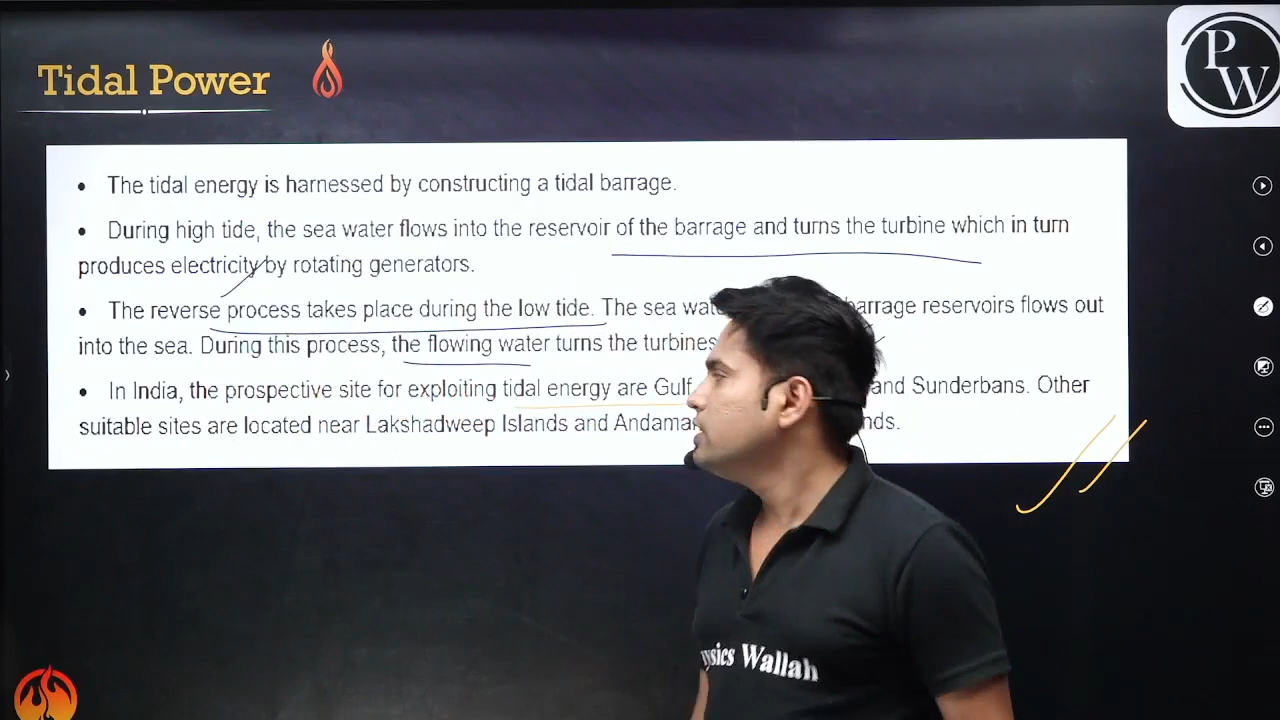 Tidal Power
PW
• The tidal energy is harnessed by constructing a tidal barrage.
• During high tide, the sea water flows into the reservoir of the barrage and turns the turbine which in turn
produces electricity by rotating generators.
• The reverse process takes place during the low tide. The sea barrage reservoirs flows out
into the sea. During this process, the flowing water turns the turbines
• In India, the prospective site for exploiting tidal energy are Gulf and Sunderbans. Other
suitable sites are located near Lakshadweep Islands and
ysics Wallah